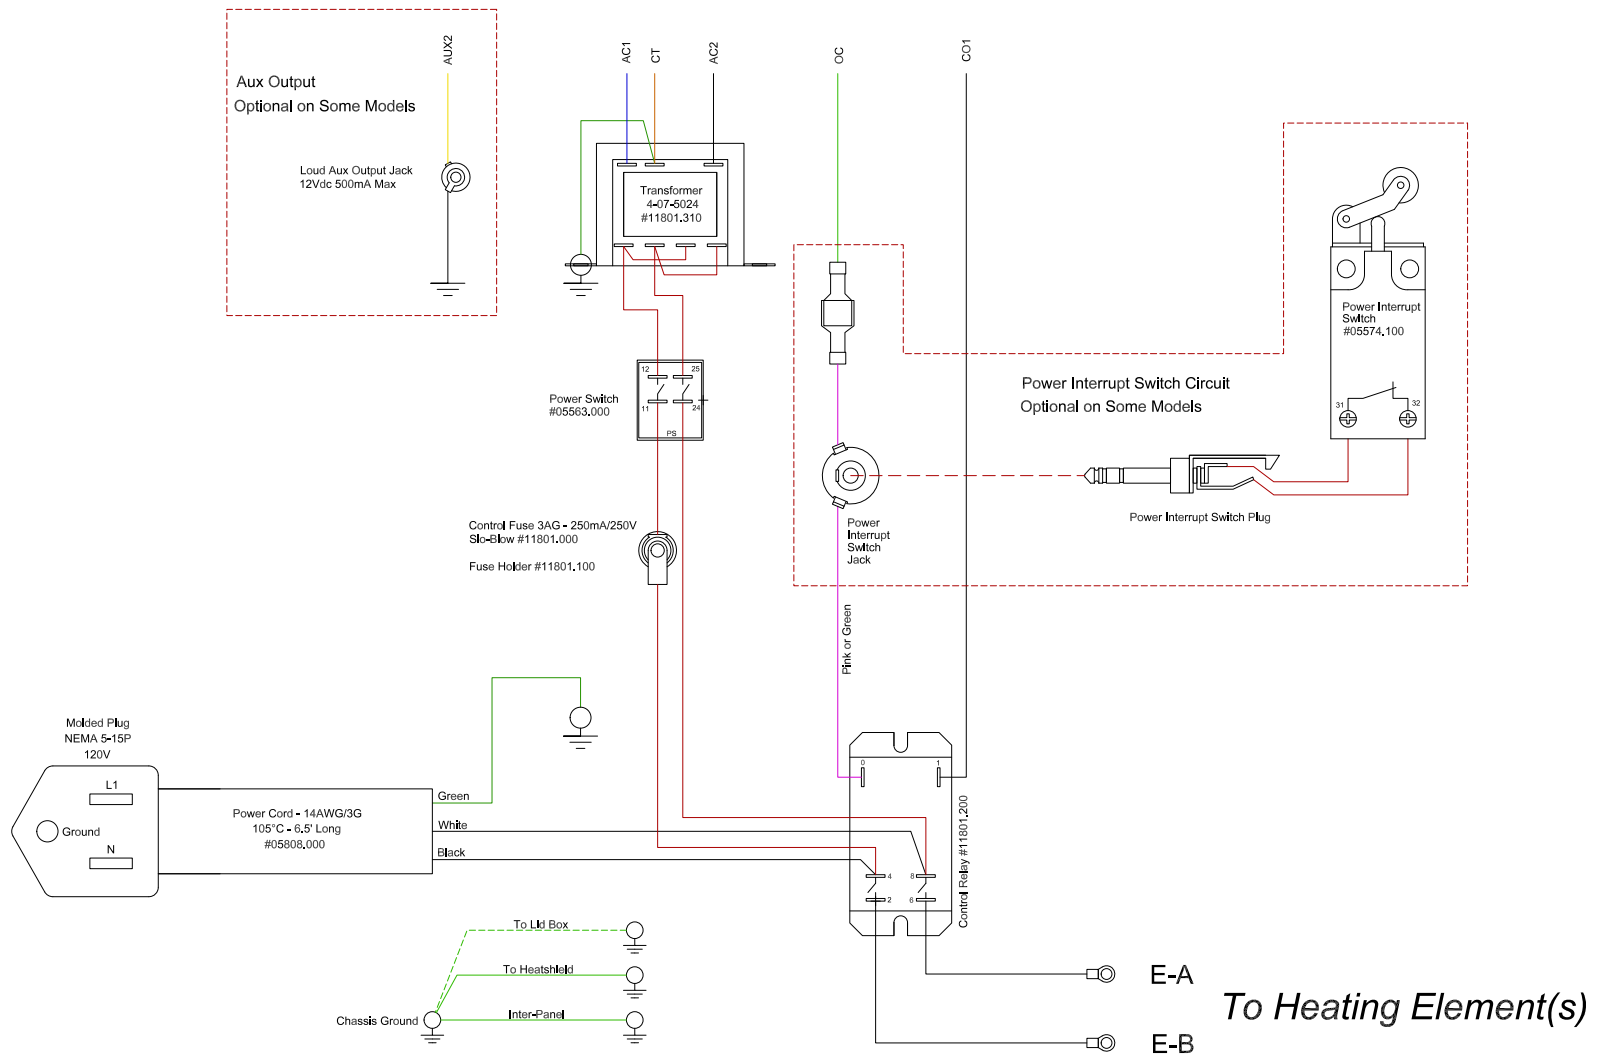 AUX2
AC1
CT
AC2
OC
CO1
Aux Output
Optional on Some Models
Loud Aux Output Jack
12Vdc 500mA Max
Transformer
4-07-5024
#11801.310
Power Interrupt
Switch
#05574.100
31
32
12
25
11
24
PS
Power Switch
#05563.000
Power Interrupt Switch Circuit
Optional on Some Models
Power Interrupt Switch Plug
Power
Interrupt
Switch
Jack
Control Fuse 3AG - 250mA/250V
Slo-Blow #11801.000
Fuse Holder #11801.100
Pink or Green
Molded Plug
NEMA 5-15P
120V
L1
Ground
N
Power Cord - 14AWG/3G
105°C - 6.5' Long
#05808.000
Green
White
Black
0
1
4
8
2
6
Control Relay #11801.200
To Lid Box
To Heatshield
Inter-Panel
Chassis Ground
E-A
To Heating Element(s)
E-B